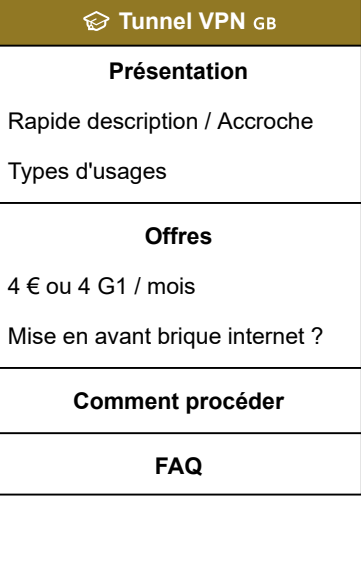 Tunnel VPN GB
Présentation
Rapide description / Accroche
Types d'usages
Offres
4 € ou 4 G1 / mois
Mise en avant brique internet ?
Comment procéder
FAQ